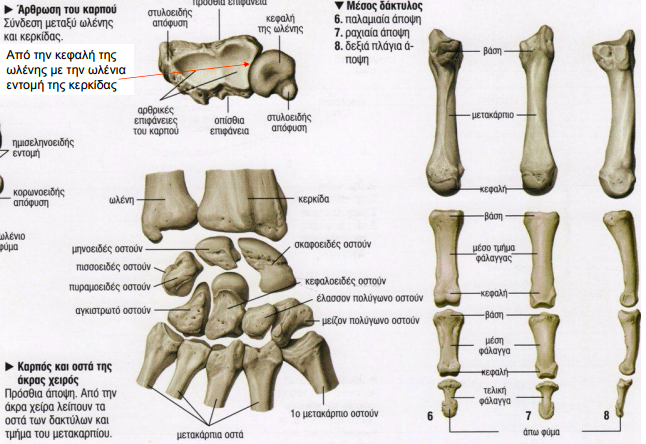 ▶ Άρθρωση του καρπού
Σύνδεση μεταξύ ωλένης
και κερκίδας.
Από την κεφαλή της
ωλένης με την ωλένια
εντομή της κερκίδας
στυλοειδής
απόφυση
πρόσθια επιφάνεια
κεφαλή
της ωλένης
αρθρικές
επιφάνειες
του καρπού
οπίσθια
επιφάνεια
στυλοειδής
απόφυση
▼ Μέσος δάκτυλος
6. παλαμιαία άποψη
7. ραχιαία άποψη
8. δεξιά πλάγια ά-
ποψη
ημισεληνοειδής
εντομή
κορωνοειδής
απόφυση
ωλένιο
ωλένη
κερκίδα
μηνοειδές οστούν
σκαφοειδές οστούν
πισσοειδές οστούν
πυραμοειδές οστούν
κεφαλοειδές οστούν
αγκιστρωτό οστούν
έλασσον πολύγωνο οστούν
μείζον πολύγωνο οστούν
1ο μετακάρπιο οστούν
μετακάρπια οστά
▶ Καρπός και οστά της
άκρας χειρός
Πρόσθια άποψη. Από την
άκρα χείρα λείπουν τα
οστά των δακτύλων και
τμήμα του μετακαρπίου.
βάση
μετακάρπιο
κεφαλή
βάση
μέσο τμήμα
φάλαγγας
κεφαλή
βάση
μέση
φάλαγγα
κεφαλή
τελική
φάλαγγα
6
7
8
άπω φύμα